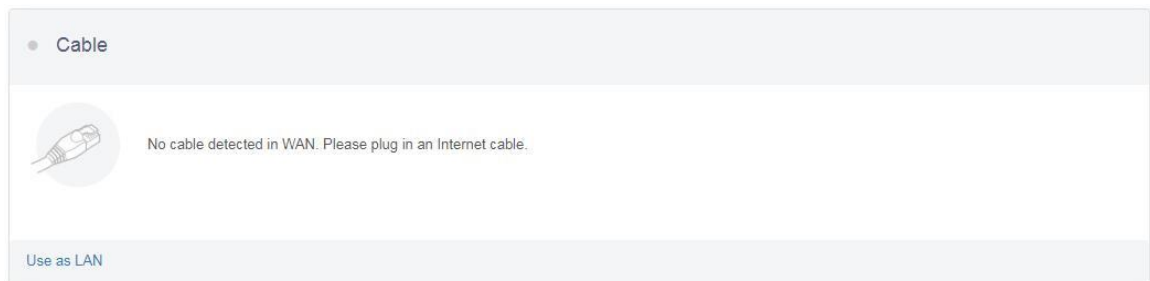 Cable
No cable detected in WAN. Please plug in an Internet cable.
Use as LAN